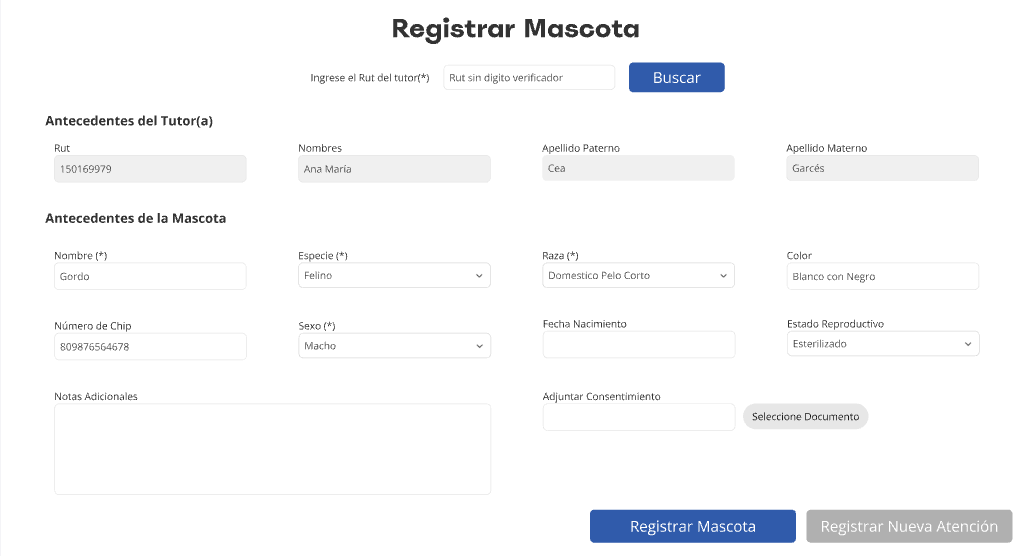 Registrar Mascota
Ingrese el Rut del tutor(*) Rut sin digito verificador Buscar
Antecedentes del Tutor(a)
Rut Nombres Apellido Paterno Apellido Materno
150169979 Ana María Cea Garcés
Antecedentes de la Mascota
Nombre (*) Especie (*) Raza (*) Color
Gordo Felino Domestico Pelo Corto Blanco con Negro
Número de Chip Sexo (*) Fecha Nacimiento Estado Reproductivo
809876564678 Macho Esterilizado
Notas Adicionales Adjuntar Consentimiento
Seleccione Documento
Registrar Mascota Registrar Nueva Atención